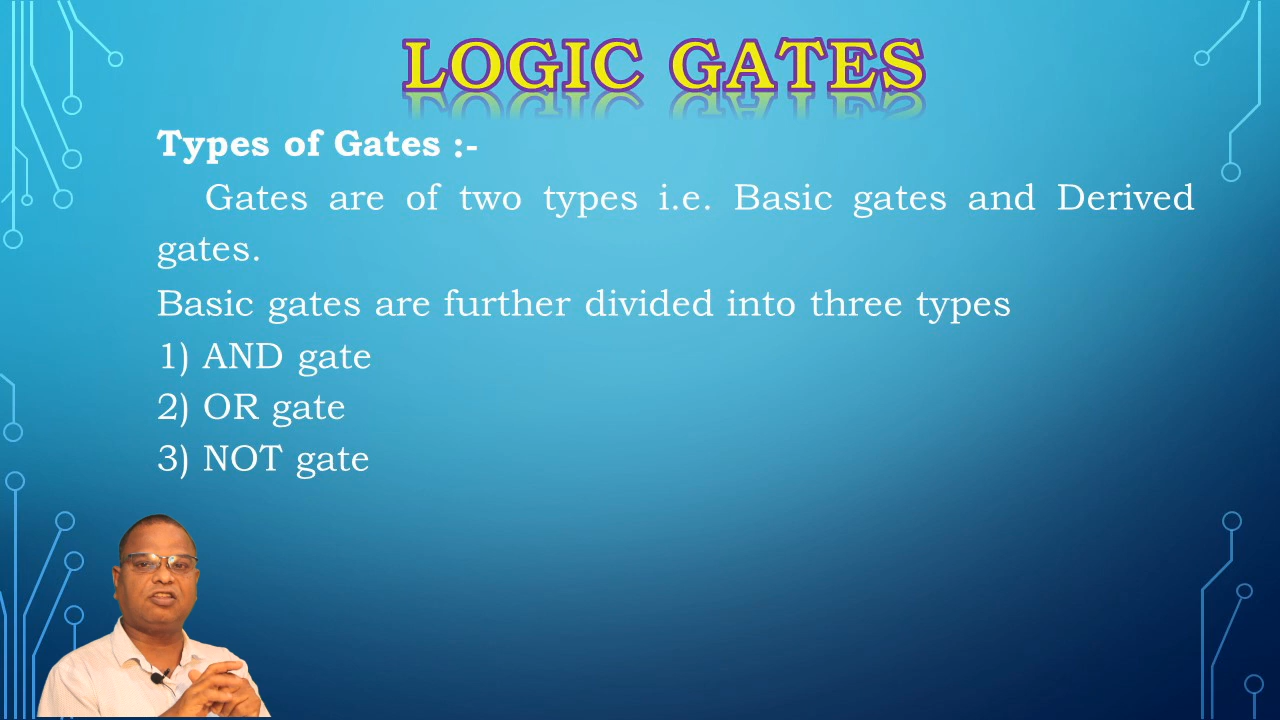 LOGIC GATES
Types of Gates :-
Gates are of two types i.e. Basic gates and Derived
gates.
Basic gates are further divided into three types
1) AND gate
2) OR gate
3) NOT gate